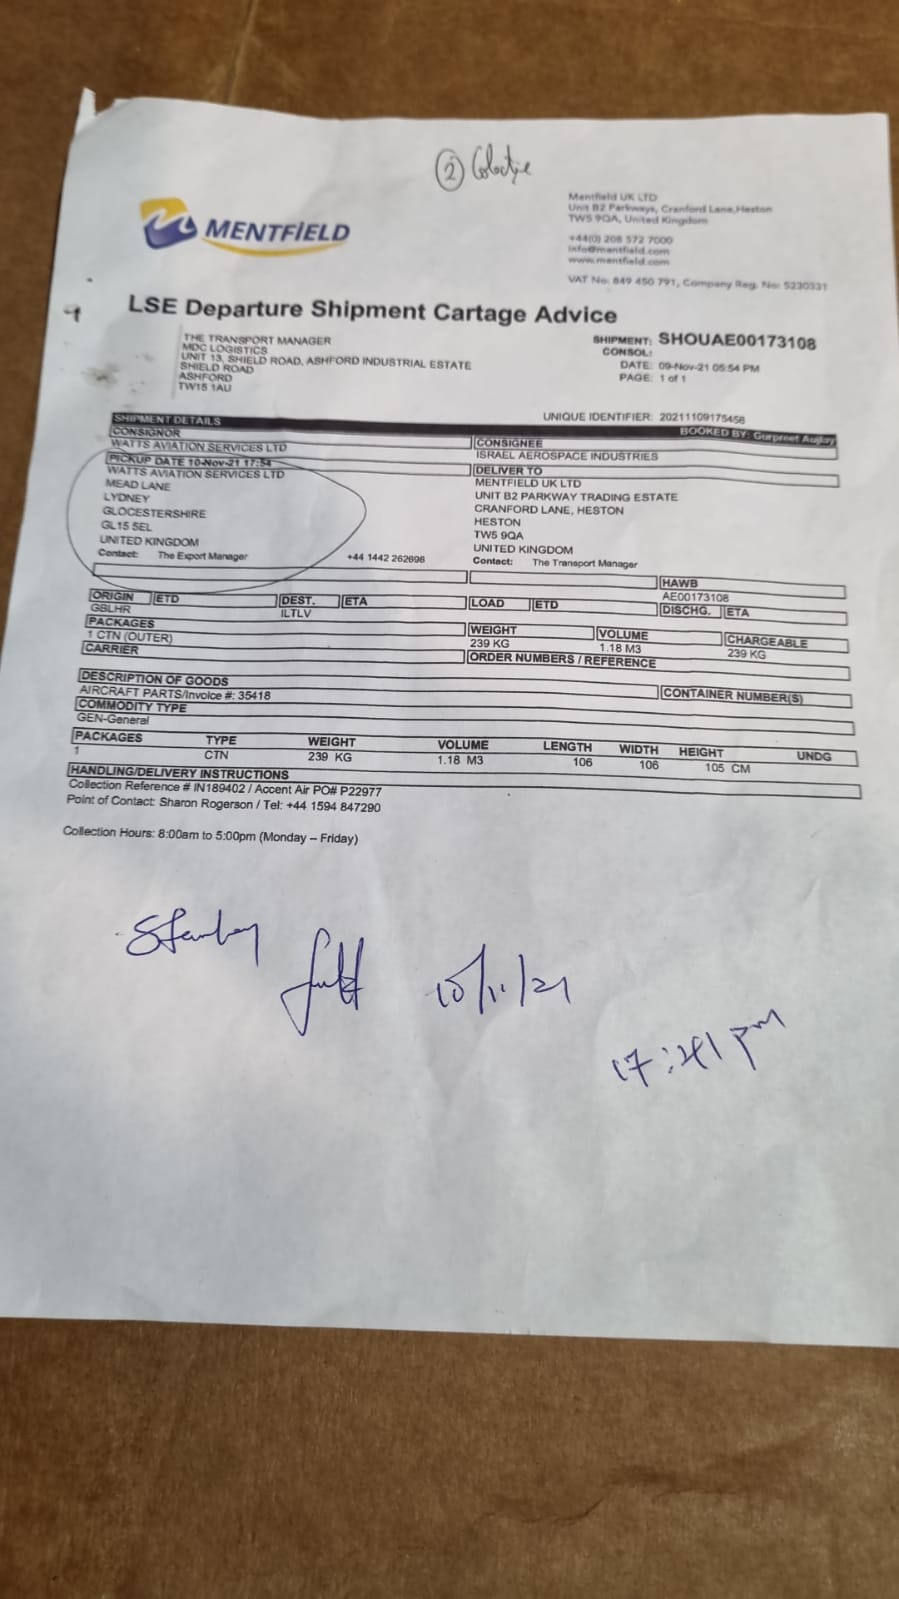 ②
MENTFIELD
Mentfield UK LTD
Unit B2 Parkways, Cranford Lane,Heston
TW5 9QA, United Kingdom
+44(0) 208 572 7000
info@mentfield.com
www.mentfield.com
VAT No: 849 450 791, Company Reg. No: 5230331
LSE Departure Shipment Cartage Advice
THE TRANSPORT MANAGER
MDC LOGISTICS
UNIT 13, SHIELD ROAD, ASHFORD INDUSTRIAL ESTATE
SHIELD ROAD
ASHFORD
TW15 1AU
SHIPMENT: SHOUAE00173108
CONSOL:
DATE: 09-Nov-21 05:54 PM
PAGE: 1 of 1
UNIQUE IDENTIFIER: 20211109175458
SHIPMENT DETAILS BOOKED BY: Gurpreet Aujlay
CONSIGNOR CONSIGNEE
WATTS AVIATION SERVICES LTD ISRAEL AEROSPACE INDUSTRIES
PICKUP DATE 10-Nov-21 17:54 DELIVER TO
WATTS AVIATION SERVICES LTD MENTFIELD UK LTD
MEAD LANE UNIT B2 PARKWAY TRADING ESTATE
LYDNEY CRANFORD LANE, HESTON
GLOCESTERSHIRE HESTON
GL15 5EL TW5 9QA
UNITED KINGDOM UNITED KINGDOM
Contact: The Export Manager +44 1442 262698 Contact: The Transport Manager
HAWB
AE00173108
ORIGIN ETD DEST. ETA LOAD ETD DISCHG. ETA
GBLHR ILTLV
PACKAGES WEIGHT VOLUME CHARGEABLE
1 CTN (OUTER) 239 KG 1.18 M3 239 KG
CARRIER ORDER NUMBERS / REFERENCE
DESCRIPTION OF GOODS CONTAINER NUMBER(S)
AIRCRAFT PARTS/Invoice #: 35418
COMMODITY TYPE
GEN-General
PACKAGES TYPE WEIGHT VOLUME LENGTH WIDTH HEIGHT UNDG
1 CTN 239 KG 1.18 M3 106 106 105 CM
HANDLING/DELIVERY INSTRUCTIONS
Collection Reference # IN189402 / Accent Air PO# P22977
Point of Contact: Sharon Rogerson / Tel: +44 1594 847290
Collection Hours: 8:00am to 5:00pm (Monday – Friday)
10/11/21
17:41 pm